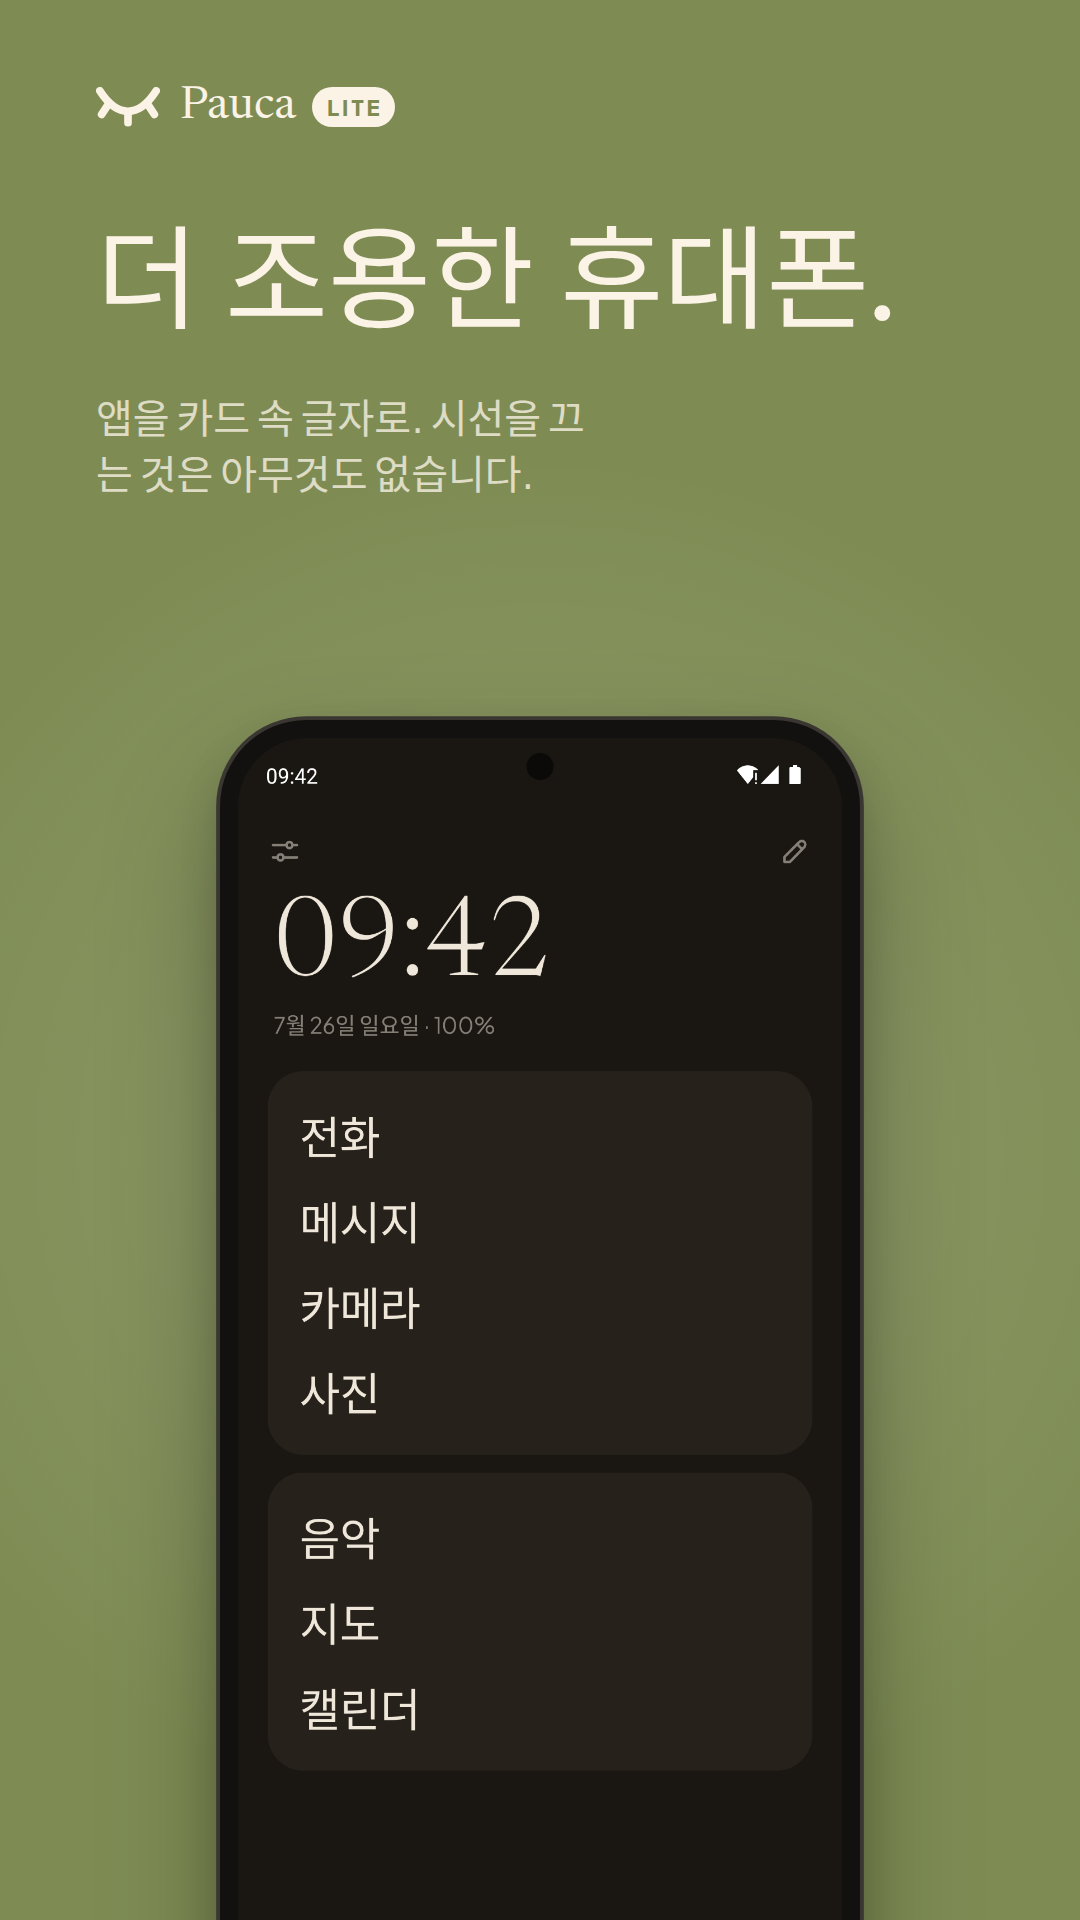 Pauca LITE
더 조용한 휴대폰.
앱을 카드 속 글자로. 시선을 끄
는 것은 아무것도 없습니다.
09:42
09:42
7월 26일 일요일 · 100%
전화
메시지
카메라
사진
음악
지도
캘린더